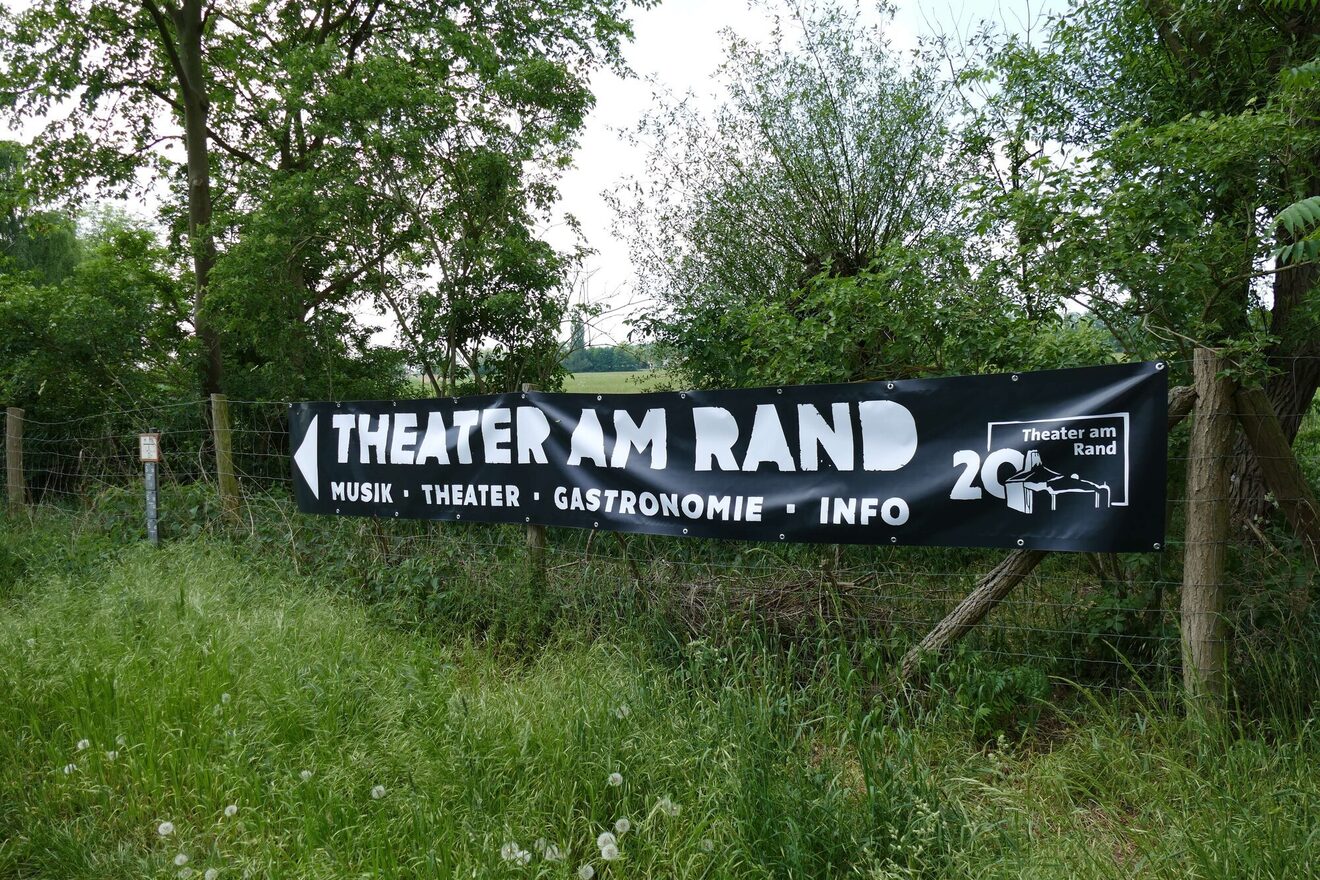 THEATER AM RAND
MUSIK · THEATER · GASTRONOMIE · INFO
20
Theater am
Rand